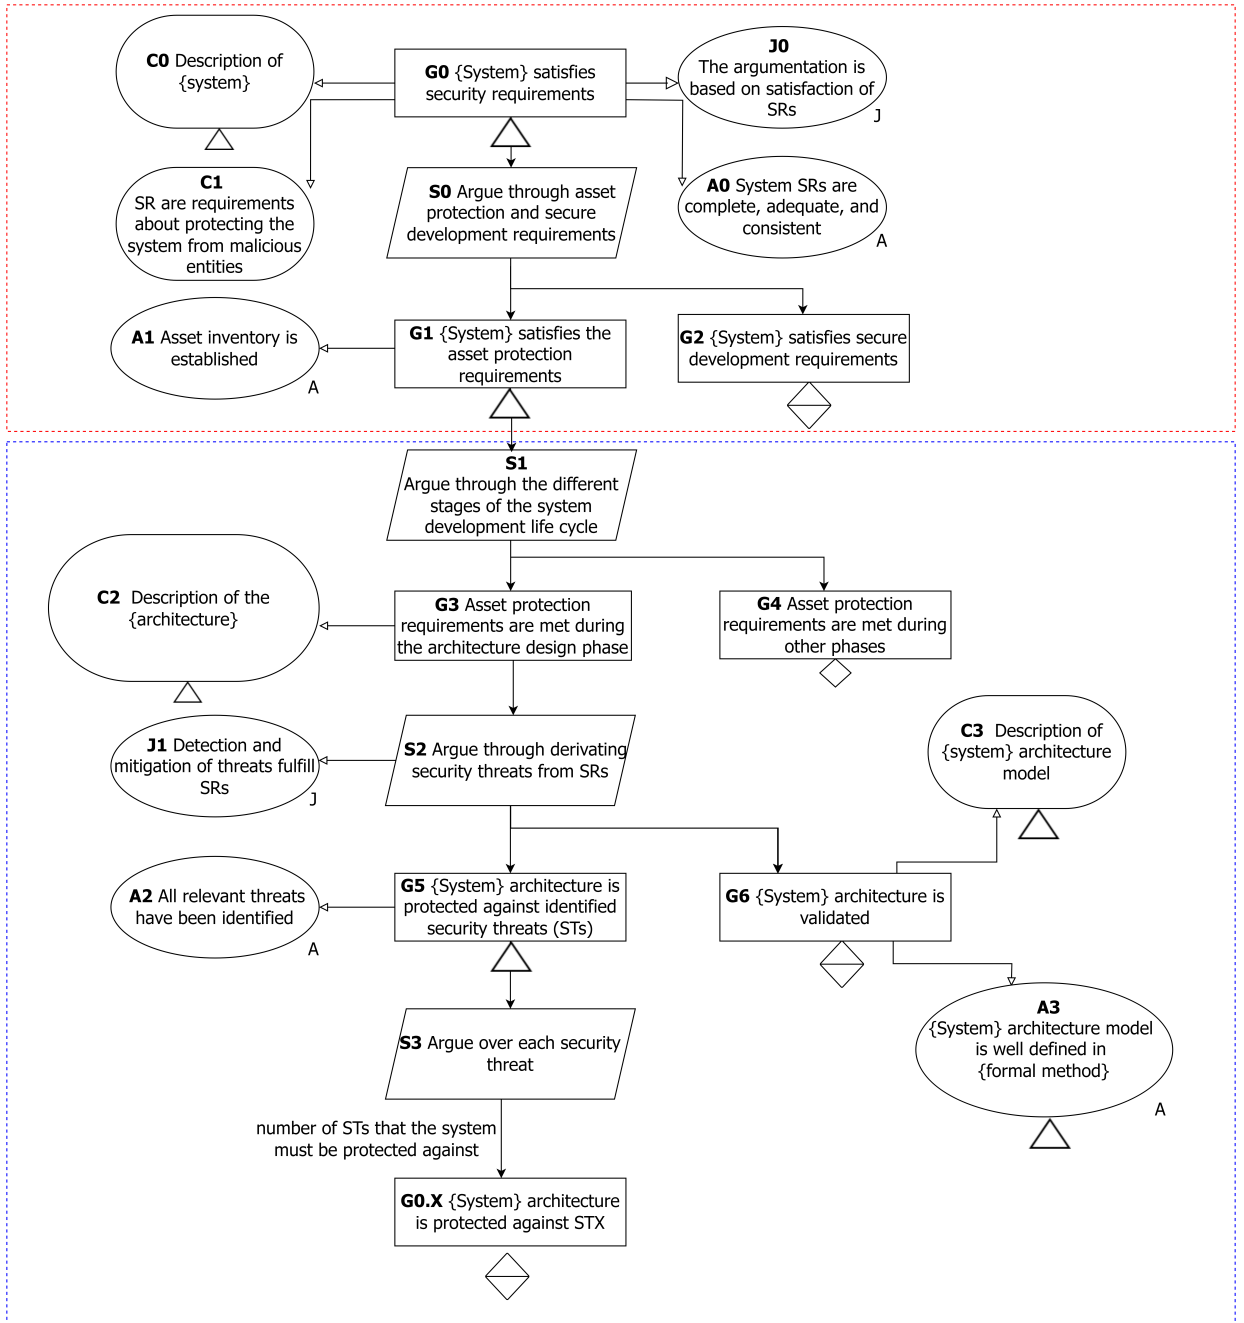 C0 Description of
{system}
G0 {System} satisfies
security requirements
J0
The argumentation is
based on satisfaction of
SRs
J
C1
SR are requirements
about protecting the
system from malicious
entities
S0 Argue through asset
protection and secure
development requirements
A0 System SRs are
complete, adequate, and
consistent
A
A1 Asset inventory is
established
A
G1 {System} satisfies the
asset protection
requirements
G2 {System} satisfies secure
development requirements
S1
Argue through the different
stages of the system
development life cycle
C2 Description of the
{architecture}
G3 Asset protection
requirements are met during
the architecture design phase
G4 Asset protection
requirements are met during
other phases
J1 Detection and
mitigation of threats fulfill
SRs
J
S2 Argue through derivating
security threats from SRs
C3 Description of
{system} architecture
model
A2 All relevant threats
have been identified
A
G5 {System} architecture is
protected against identified
security threats (STs)
G6 {System} architecture is
validated
S3 Argue over each security
threat
A3
{System} architecture model
is well defined in
{formal method}
A
number of STs that the system
must be protected against
G0.X {System} architecture
is protected against STX